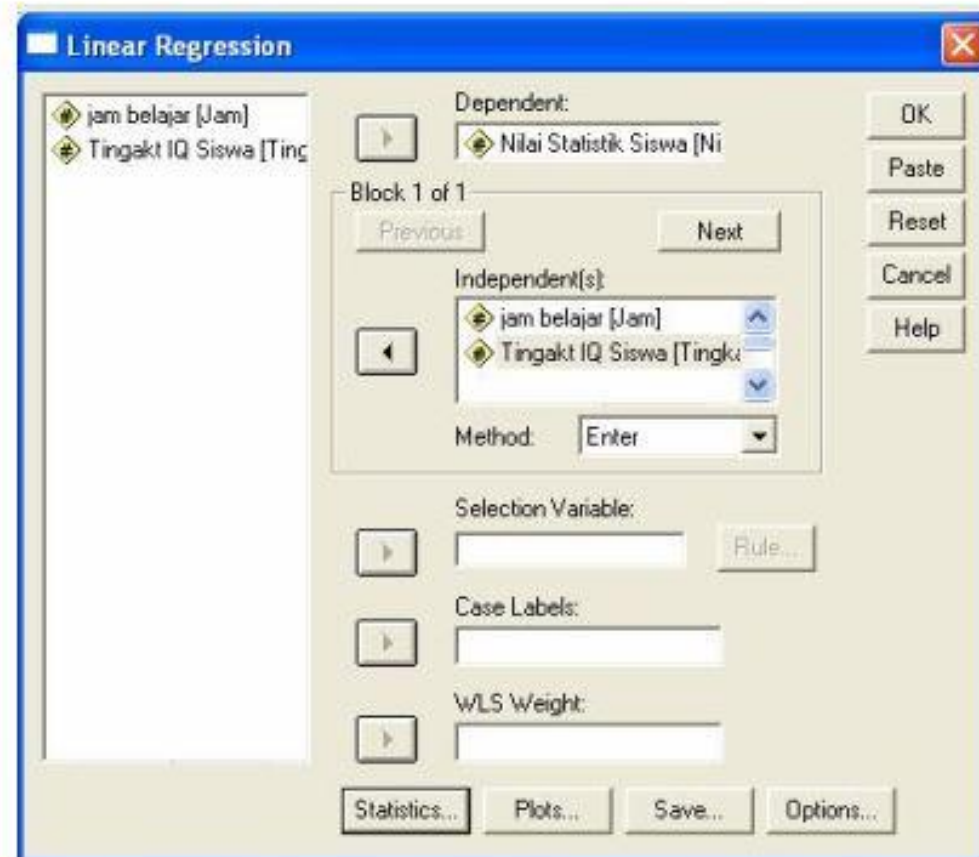 Linear Regression
jam belajar [Jam]
Tingakt IQ Siswa [Ting
Dependent:
Nilai Statistik Siswa [Ni
Block 1 of 1
Previous
Next
Independent(s):
jam belajar [Jam]
Tingakt IQ Siswa [Tingka
Method:
Enter
Selection Variable:
Rule...
Case Labels:
WLS Weight:
Statistics...
Plots...
Save...
Options...
OK
Paste
Reset
Cancel
Help